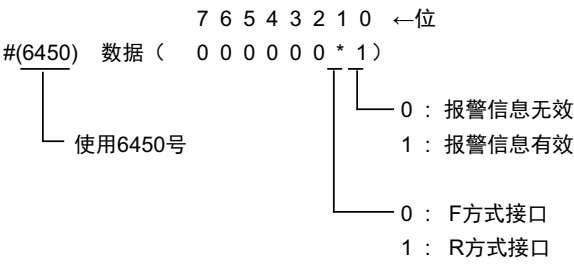 7 6 5 4 3 2 1 0 ←位
#(6450) 数据( 0 0 0 0 0 0 * 1)
0 : 报警信息无效
使用6450号
1 : 报警信息有效
0 : F方式接口
1 : R方式接口